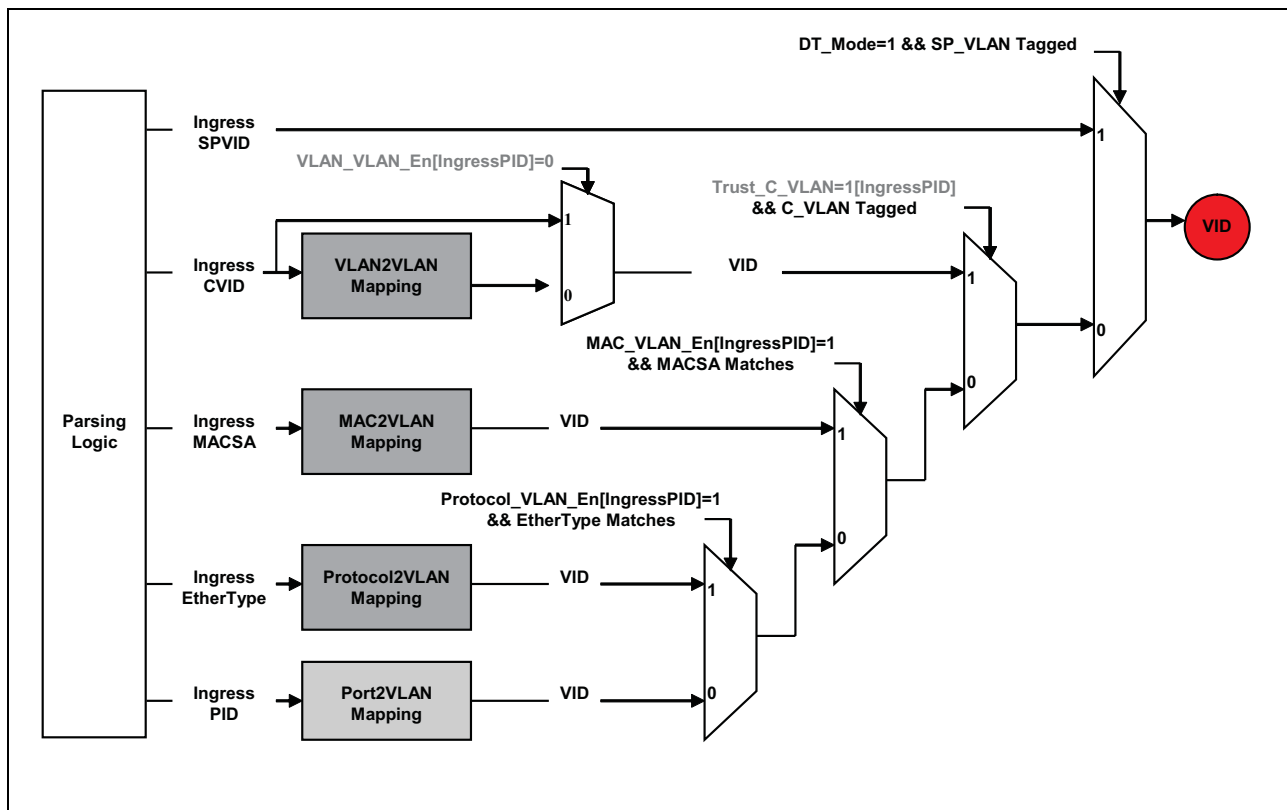 DT_Mode=1 && SP_VLAN Tagged
Ingress
SPVID
1
VLAN_VLAN_En[IngressPID]=0
Trust_C_VLAN=1[IngressPID]
&& C_VLAN Tagged
1
VID
Ingress
CVID
VLAN2VLAN
Mapping
VID
1
0
0
MAC_VLAN_En[IngressPID]=1
&& MACSA Matches
0
Parsing
Logic
Ingress
MACSA
MAC2VLAN
Mapping
VID
1
Protocol_VLAN_En[IngressPID]=1
&& EtherType Matches
0
Ingress
EtherType
Protocol2VLAN
Mapping
VID
1
Ingress
PID
Port2VLAN
Mapping
VID
0